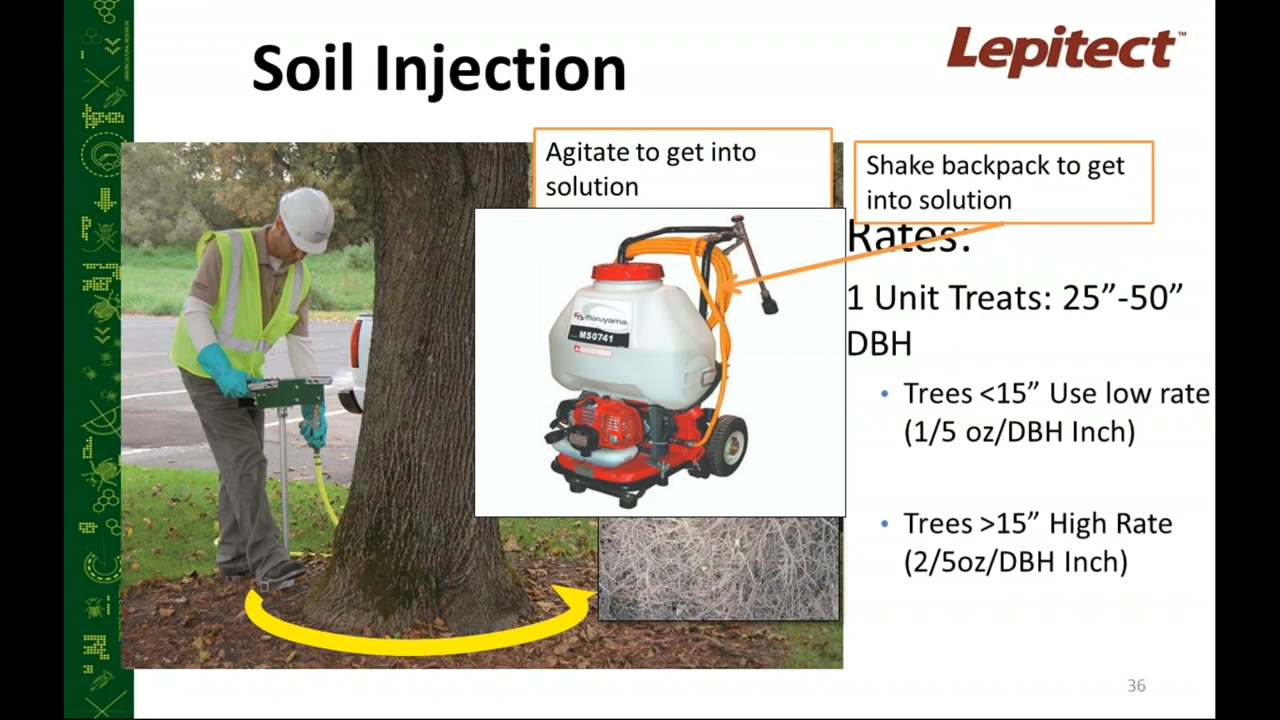 Soil Injection
Lepitect™
Agitate to get into
solution
Shake backpack to get
into solution
Rates:
1 Unit Treats: 25”-50”
DBH
• Trees <15” Use low rate
(1/5 oz/DBH Inch)
• Trees >15” High Rate
(2/5oz/DBH Inch)
maruyama
MS0741
36